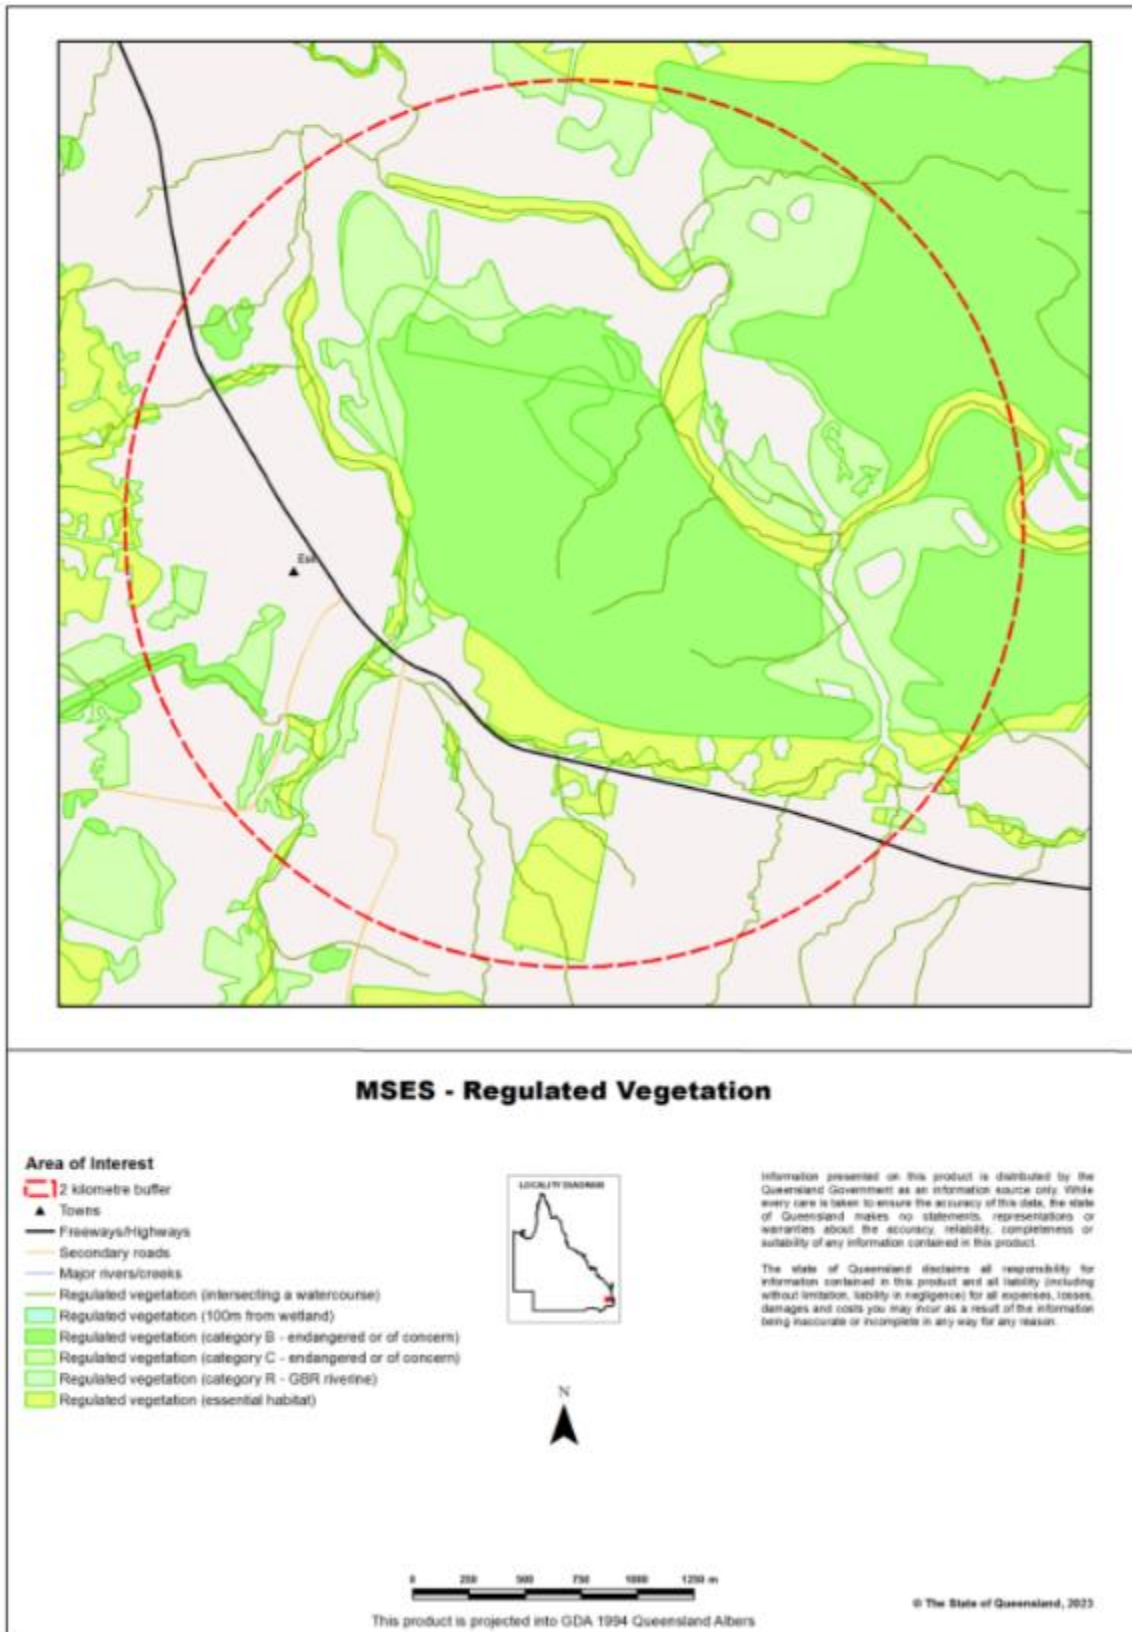 Esk
MSES - Regulated Vegetation
Area of Interest
2 kilometre buffer
Towns
Freeways/Highways
Secondary roads
Major rivers/creeks
Regulated vegetation (intersecting a watercourse)
Regulated vegetation (100m from wetland)
Regulated vegetation (category B - endangered or of concern)
Regulated vegetation (category C - endangered or of concern)
Regulated vegetation (category R - GBR riverine)
Regulated vegetation (essential habitat)
LOCALITY DIAGRAM
N
Information presented on this product is distributed by the
Queensland Government as an information source only. While
every care is taken to ensure the accuracy of this data, the state
of Queensland makes no statements, representations or
warranties about the accuracy, reliability, completeness or
suitability of any information contained in this product.
The state of Queensland disclaims all responsibility for
information contained in this product and all liability (including
without limitation, liability in negligence) for all expenses, losses,
damages and costs you may incur as a result of the information
being inaccurate or incomplete in any way for any reason.
0 250 500 750 1000 1250 m
This product is projected into GDA 1994 Queensland Albers
© The State of Queensland, 2023